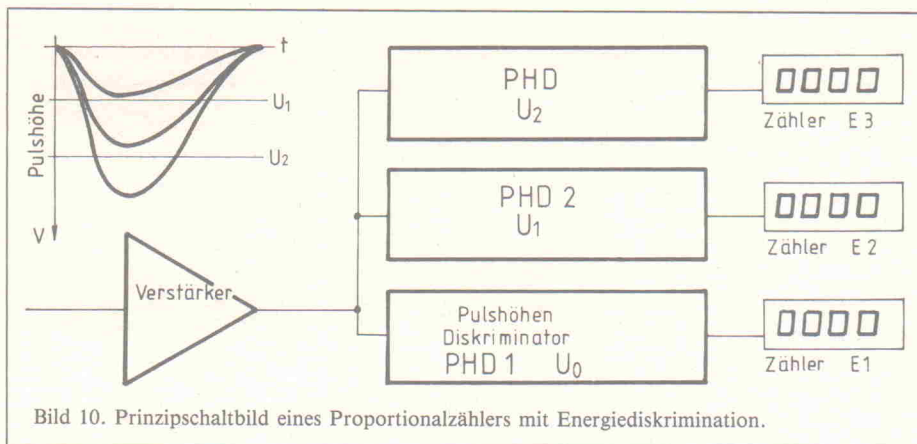 t
Pulshöhe
U1
U2
V
Verstärker
PHD
U2
0000
Zähler E3
PHD 2
U1
0000
Zähler E2
Pulshöhen
Diskriminator
PHD 1 U0
0000
Zähler E1
Bild 10. Prinzipschaltbild eines Proportionalzählers mit Energiediskrimination.